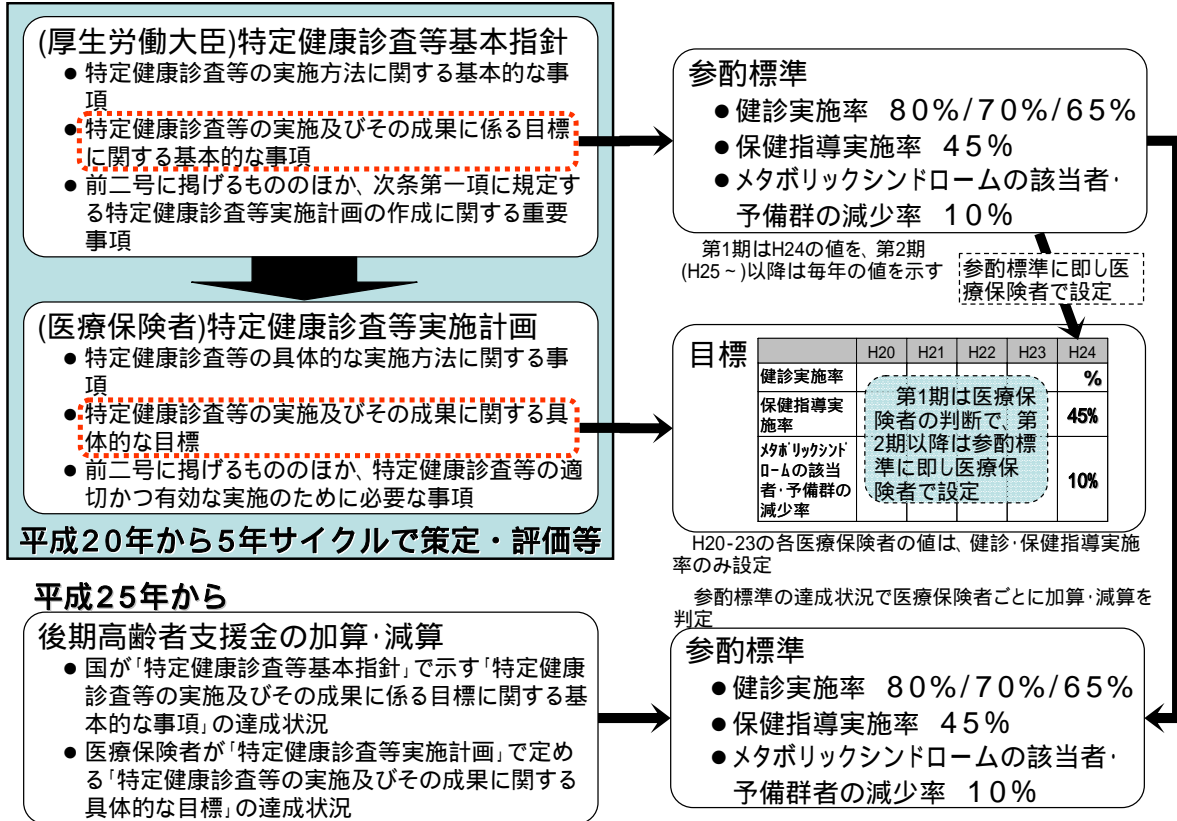 (厚生労働大臣)特定健康診査等基本指針
●特定健康診査等の実施方法に関する基本的な事
項
●特定健康診査等の実施及びその成果に係る目標
に関する基本的な事項
●前二号に掲げるもののほか、次条第一項に規定す
る特定健康診査等実施計画の作成に関する重要
事項
(医療保険者)特定健康診査等実施計画
●特定健康診査等の具体的な実施方法に関する事
項
●特定健康診査等の実施及びその成果に関する具
体的な目標
●前二号に掲げるもののほか、特定健康診査等の適
切かつ有効な実施のために必要な事項
平成20年から5年サイクルで策定・評価等
参酌標準
●健診実施率 80%/70%/65%
●保健指導実施率 45%
●メタボリックシンドロームの該当者・
予備群の減少率 10%
第1期はH24の値を、第2期
(H25~)以降は毎年の値を示す
参酌標準に即し医
療保険者で設定
目標
H20 H21 H22 H23 H24
健診実施率 %
保健指導実
施率 45%
メタボリックシンド
ロームの該当
者・予備群の
減少率 10%
第1期は医療保
険者の判断で、第
2期以降は参酌標
準に即し医療保
険者で設定
H20-23の各医療保険者の値は、健診・保健指導実施
率のみ設定
平成25年から
後期高齢者支援金の加算・減算
●国が「特定健康診査等基本指針」で示す「特定健康
診査等の実施及びその成果に係る目標に関する基
本的な事項」の達成状況
●医療保険者が「特定健康診査等実施計画」で定め
る「特定健康診査等の実施及びその成果に関する
具体的な目標」の達成状況
参酌標準の達成状況で医療保険者ごとに加算・減算を
判定
参酌標準
●健診実施率 80%/70%/65%
●保健指導実施率 45%
●メタボリックシンドロームの該当者・
予備群者の減少率 10%